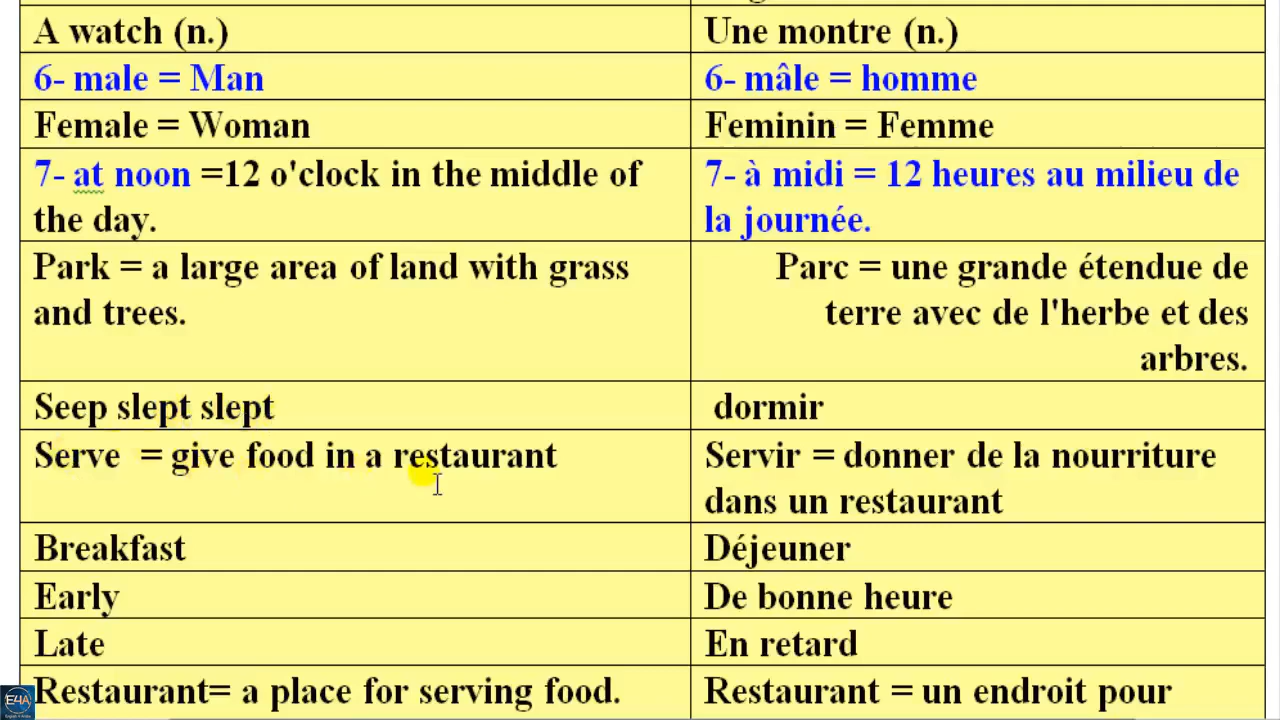 A watch (n.)
Une montre (n.)
6- male = Man
6- mâle = homme
Female = Woman
Feminin = Femme
7- at noon =12 o'clock in the middle of
the day.
7- à midi = 12 heures au milieu de
la journée.
Park = a large area of land with grass
and trees.
Parc = une grande étendue de
terre avec de l'herbe et des
arbres.
Seep slept slept
dormir
Serve = give food in a restaurant
Servir = donner de la nourriture
dans un restaurant
Breakfast
Déjeuner
Early
De bonne heure
Late
En retard
Restaurant= a place for serving food.
Restaurant = un endroit pour
E4A